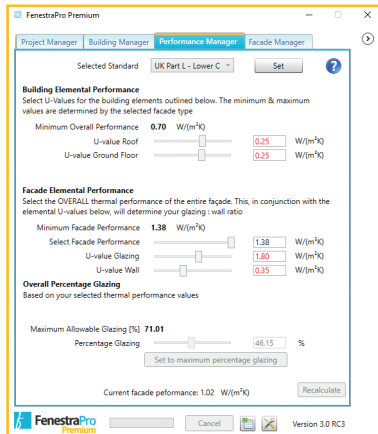 FenestraPro Premium
Project Manager Building Manager Performance Manager Facade Manager
Selected Standard UK Part L - Lower C Set ?
Building Elemental Performance
Select U-Values for the building elements outlined below. The minimum & maximum
values are determined by the selected facade type
Minimum Overall Performance 0.70 W/(m²K)
U-value Roof 0.25 W/(m²K)
U-value Ground Floor 0.25 W/(m²K)
Facade Elemental Performance
Select the OVERALL thermal performance of the entire façade. This, in conjunction with the
elemental U-values below, will determine your glazing : wall ratio
Minimum Facade Performance 1.38 W/(m²K)
Select Facade Performance 1.38 W/(m²K)
U-value Glazing 1.80 W/(m²K)
U-value Wall 0.35 W/(m²K)
Overall Percentage Glazing
Based on your selected thermal performance
values
Maximum Allowable Glazing [%] 71.01
Percentage Glazing 46.15 %
Set to maximum percentage glazing
Current facade peformance: 1.02 W/(m²K) Recalculate
FenestraPro Cancel Version 3.0 RC3
Premium